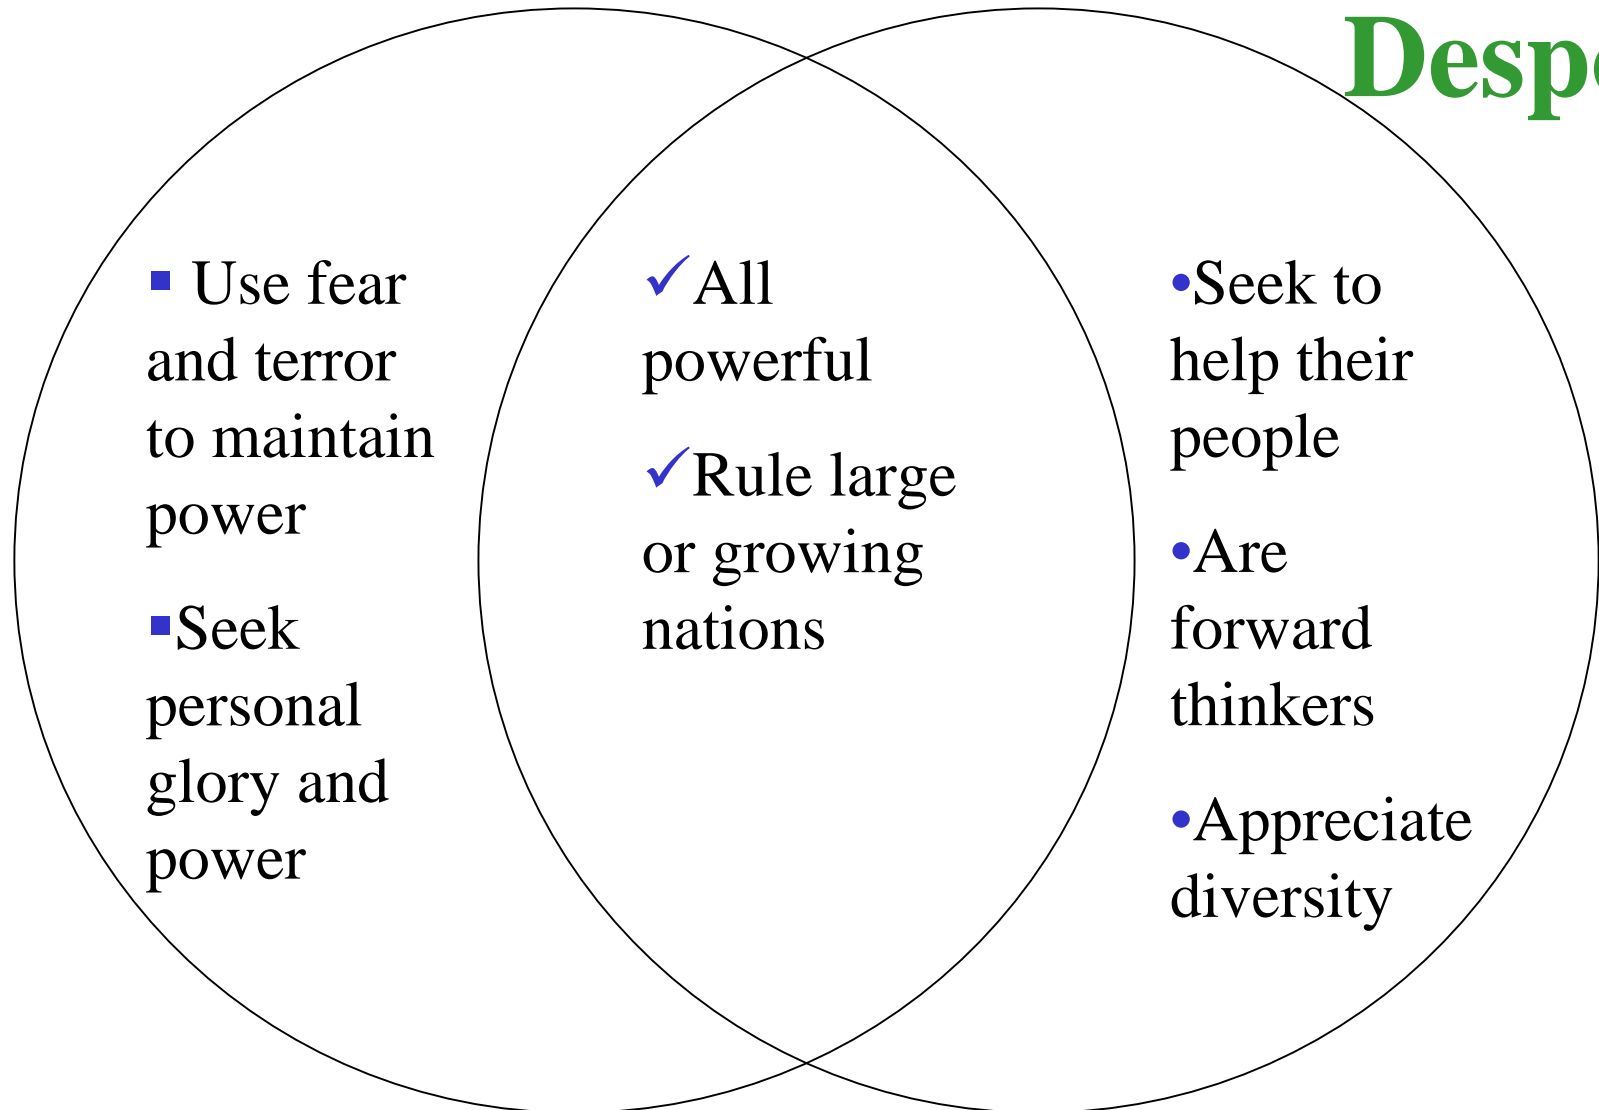 Desp
▪ Use fear
and terror
to maintain
power
▪Seek
personal
glory and
power
✓All
powerful
✓Rule large
or growing
nations
•Seek to
help their
people
•Are
forward
thinkers
•Appreciate
diversity